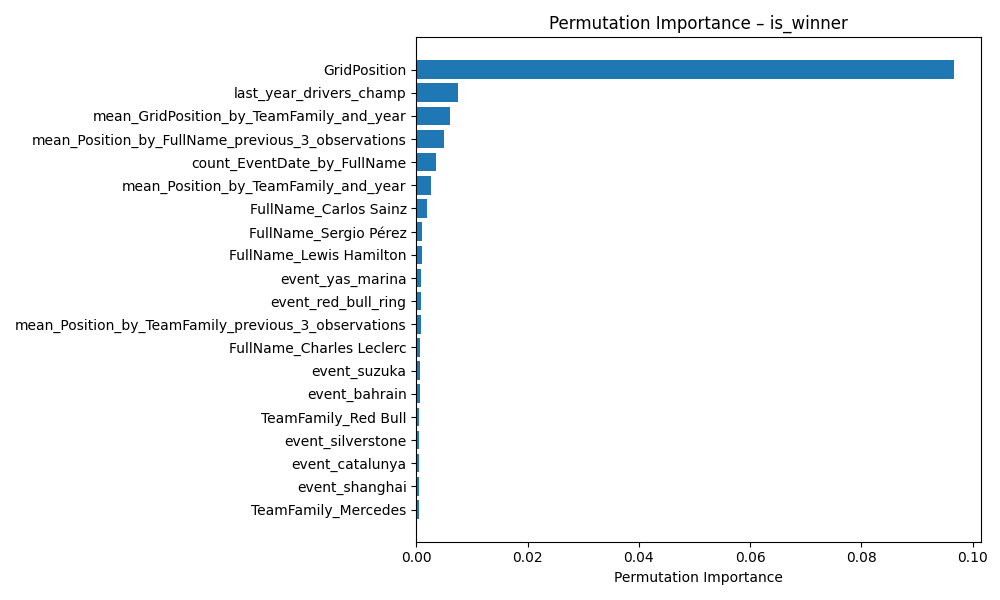 Permutation Importance – is_winner
GridPosition
last_year_drivers_champ
mean_GridPosition_by_TeamFamily_and_year
mean_Position_by_FullName_previous_3_observations
count_EventDate_by_FullName
mean_Position_by_TeamFamily_and_year
FullName_Carlos Sainz
FullName_Sergio Pérez
FullName_Lewis Hamilton
event_yas_marina
event_red_bull_ring
mean_Position_by_TeamFamily_previous_3_observations
FullName_Charles Leclerc
event_suzuka
event_bahrain
TeamFamily_Red Bull
event_silverstone
event_catalunya
event_shanghai
TeamFamily_Mercedes
0.00 0.02 0.04 0.06 0.08 0.10
Permutation Importance